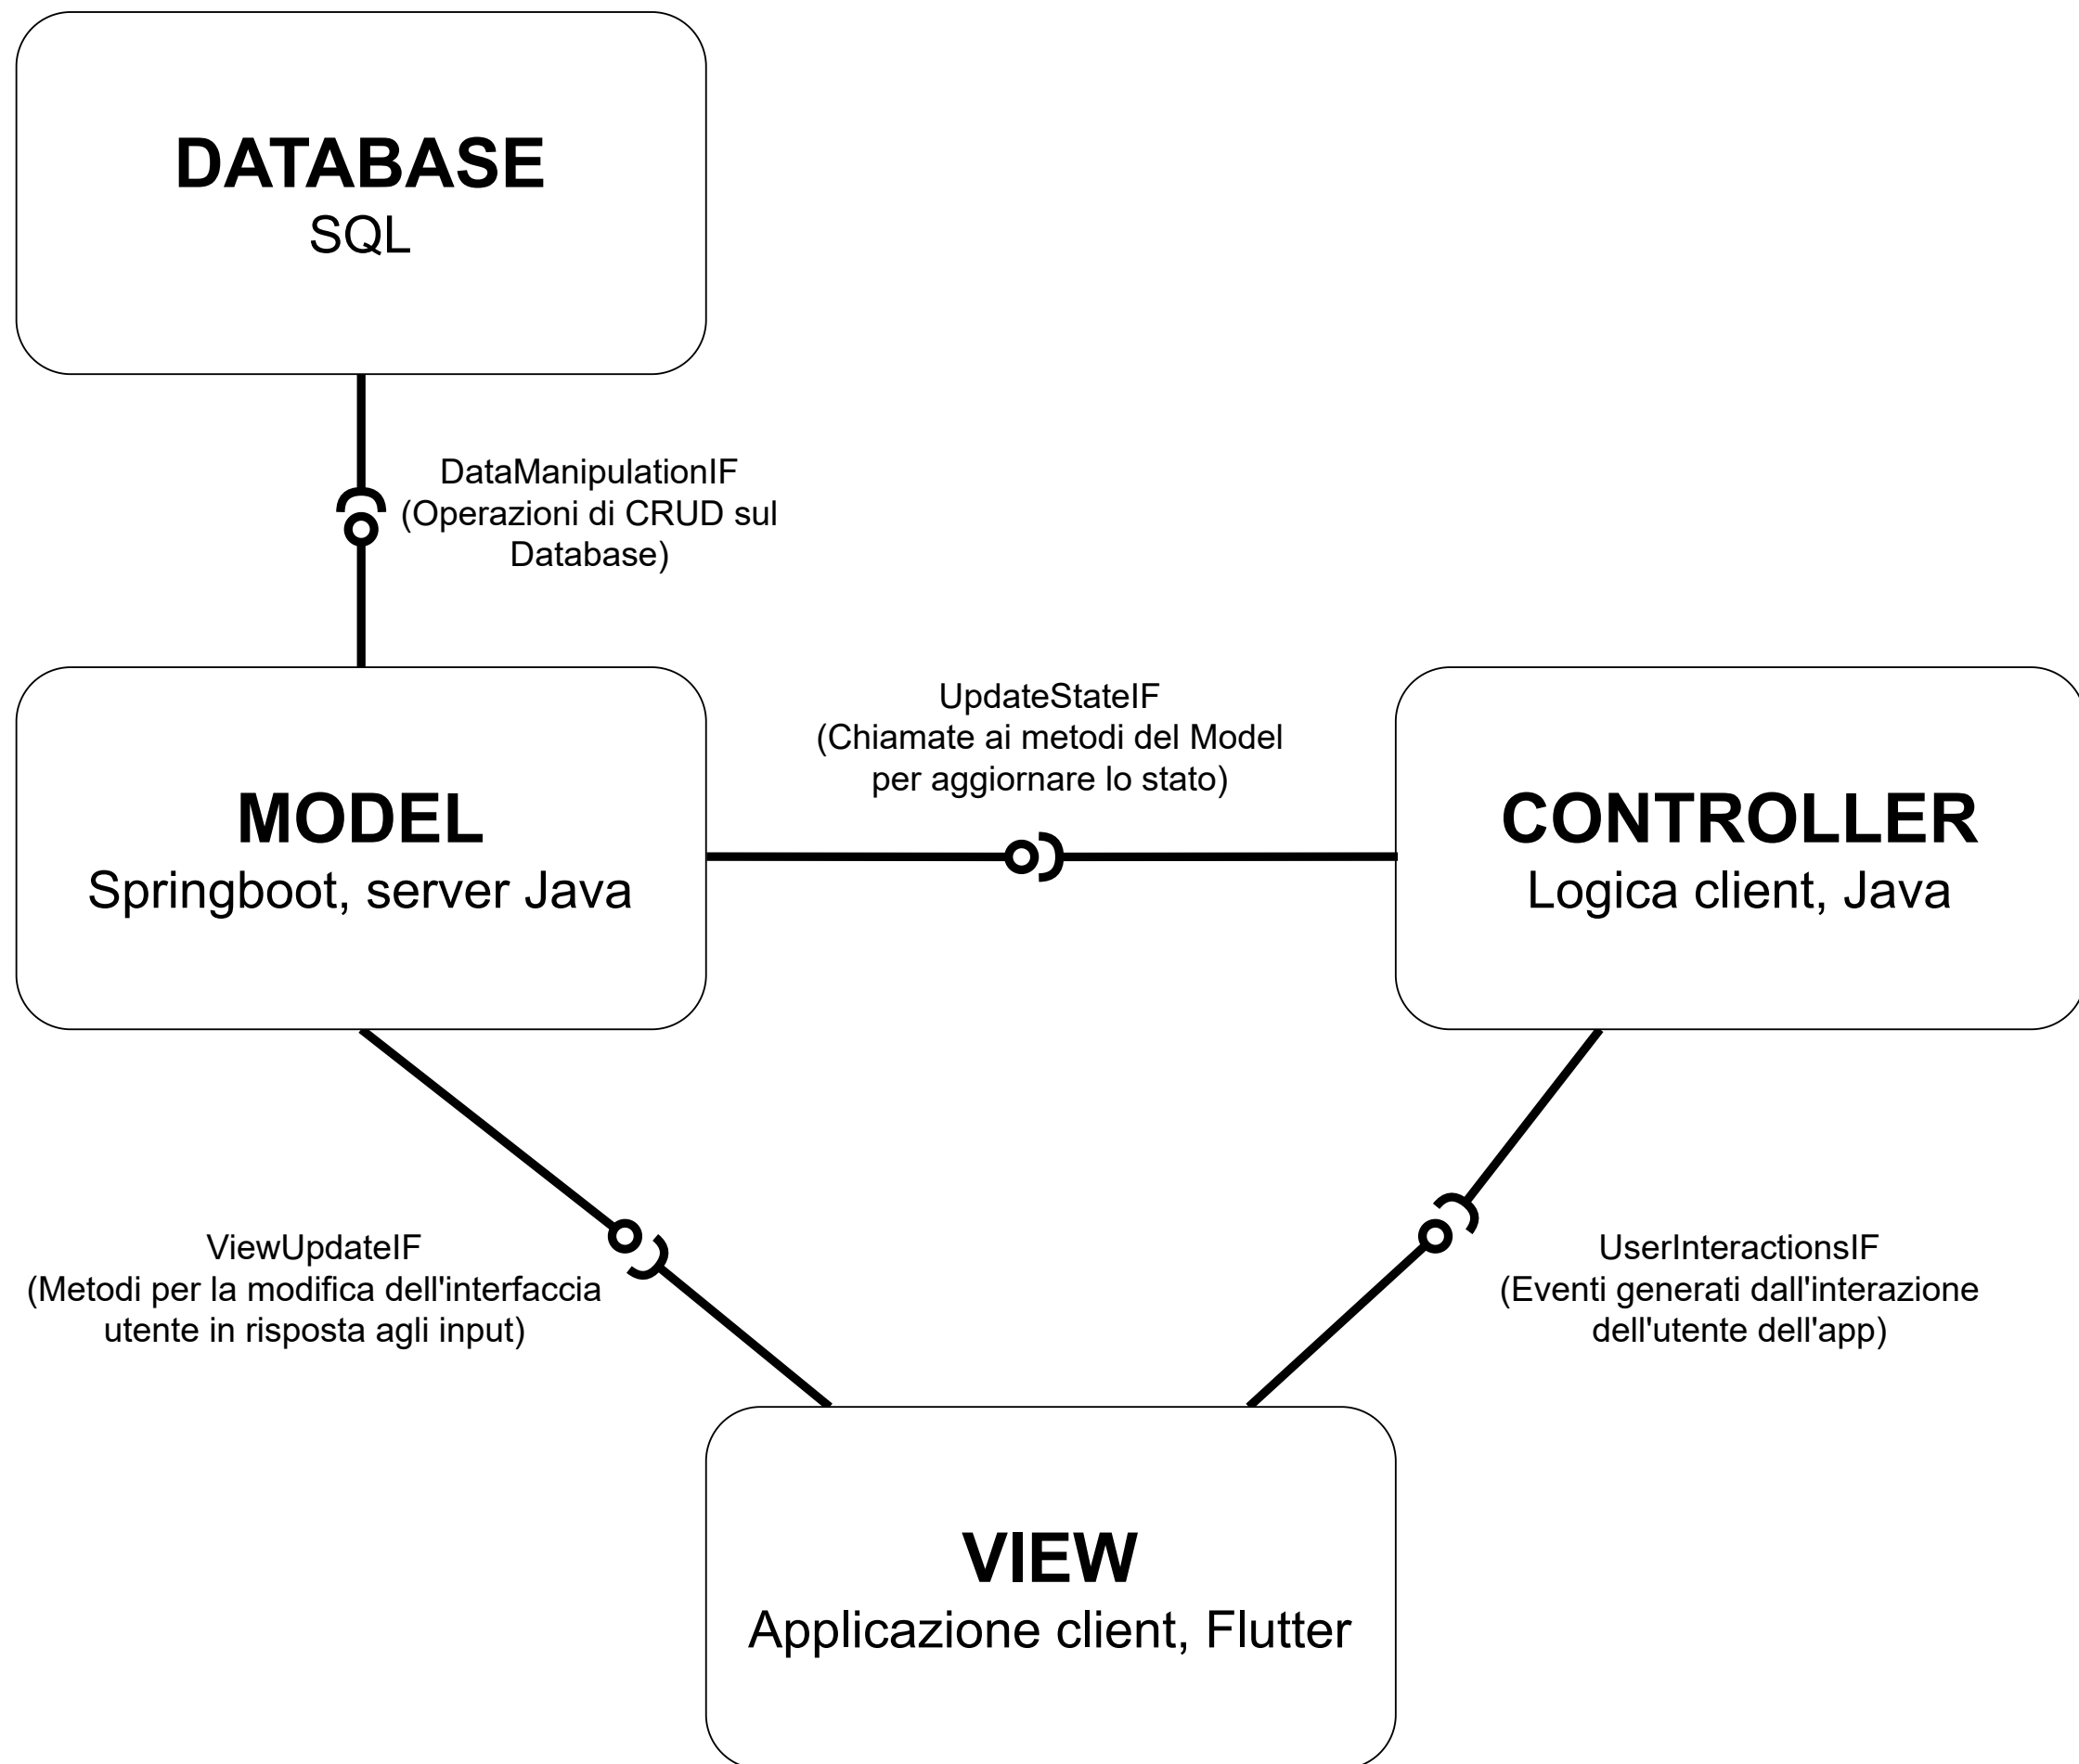 DATABASE
SQL
DataManipulationIF
(Operazioni di CRUD sul
Database)
UpdateStateIF
(Chiamate ai metodi del Model
per aggiornare lo stato)
MODEL
Springboot, server Java
CONTROLLER
Logica client, Java
ViewUpdateIF
(Metodi per la modifica dell'interfaccia
utente in risposta agli input)
UserInteractionsIF
(Eventi generati dall'interazione
dell'utente dell'app)
VIEW
Applicazione client, Flutter